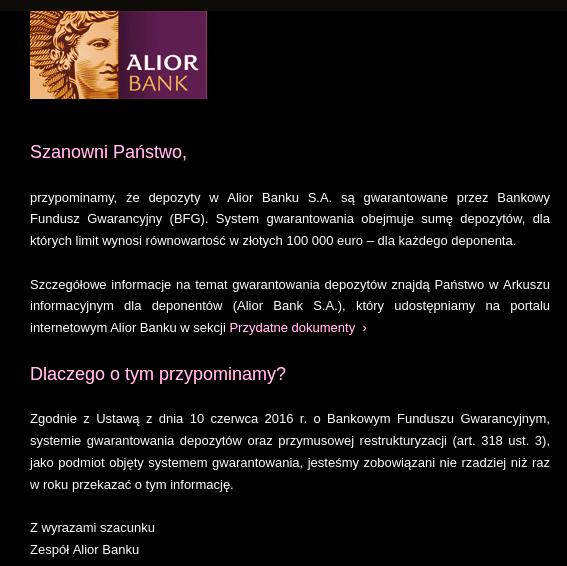 ALIOR
BANK
Szanowni Państwo,
przypominamy, że depozyty w Alior Banku S.A. są gwarantowane przez Bankowy
Fundusz Gwarancyjny (BFG). System gwarantowania obejmuje sumę depozytów, dla
których limit wynosi równowartość w złotych 100 000 euro – dla każdego deponenta.
Szczegółowe informacje na temat gwarantowania depozytów znajdą Państwo w Arkuszu
informacyjnym dla deponentów (Alior Bank S.A.), który udostępniamy na portalu
internetowym Alior Banku w sekcji Przydatne dokumenty ›
Dlaczego o tym przypominamy?
Zgodnie z Ustawą z dnia 10 czerwca 2016 r. o Bankowym Funduszu Gwarancyjnym,
systemie gwarantowania depozytów oraz przymusowej restrukturyzacji (art. 318 ust. 3),
jako podmiot objęty systemem gwarantowania, jesteśmy zobowiązani nie rzadziej niż raz
w roku przekazać o tym informację.
Z wyrazami szacunku
Zespół Alior Banku